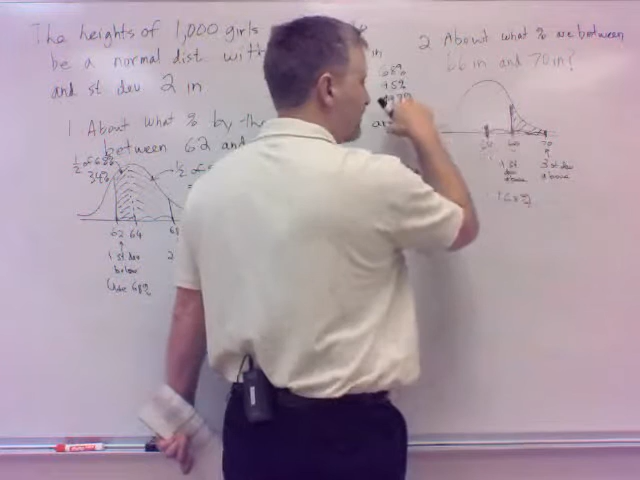 The heights of 1,000 girls
be a normal dist with in
and st dev 2 in
68%
95%
1 About what % by the
between 62 and
1/2 of 68%
34%
1/2 of
62 64 68
1 st dev
below
Use 68%
2
2 About what % are between
66 in and 70 in?
70
1 st
dev
above
3 st dev
above
68%